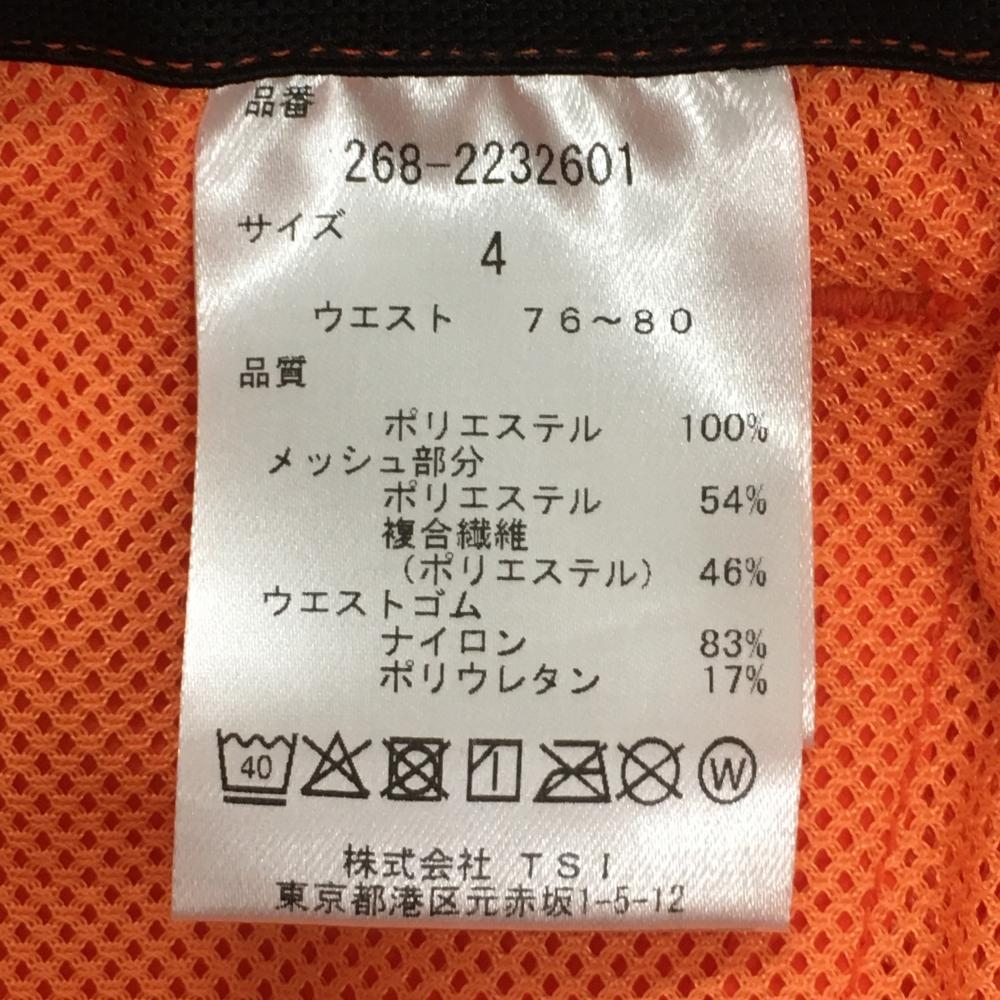 品番
268-2232601
サイズ
4
ウエスト 76〜80
品質
ポリエステル 100%
メッシュ部分
ポリエステル 54%
複合繊維
(ポリエステル) 46%
ウエストゴム
ナイロン 83%
ポリウレタン 17%
40 W
株式会社 TSI
東京都港区元赤坂1-5-12